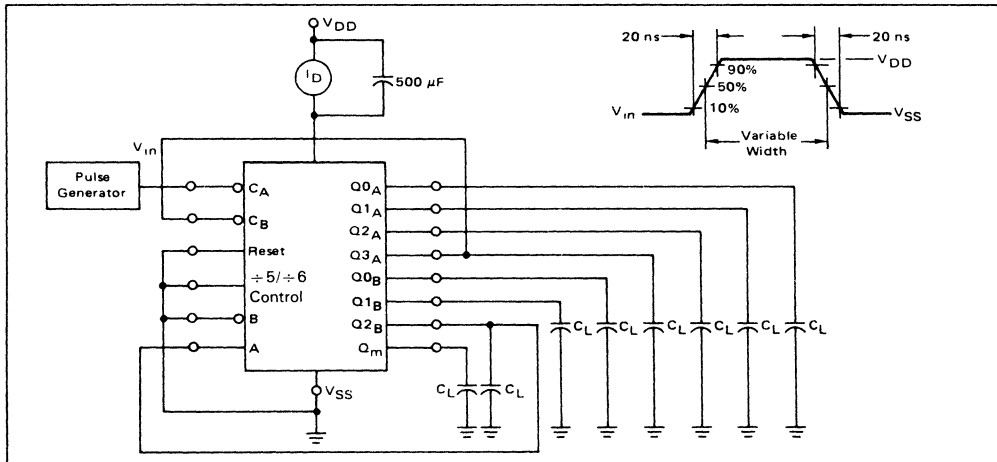 V_DD
I_D
500 μF
20 ns
20 ns
V_DD
90%
50%
10%
V_in
V_SS
Variable
Width
V_in
Pulse
Generator
C_A
C_B
Reset
÷5/÷6
Control
B
A
Q0_A
Q1_A
Q2_A
Q3_A
Q0_B
Q1_B
Q2_B
Q_m
V_SS
C_L
C_L
C_L
C_L
C_L
C_L
C_L
C_L